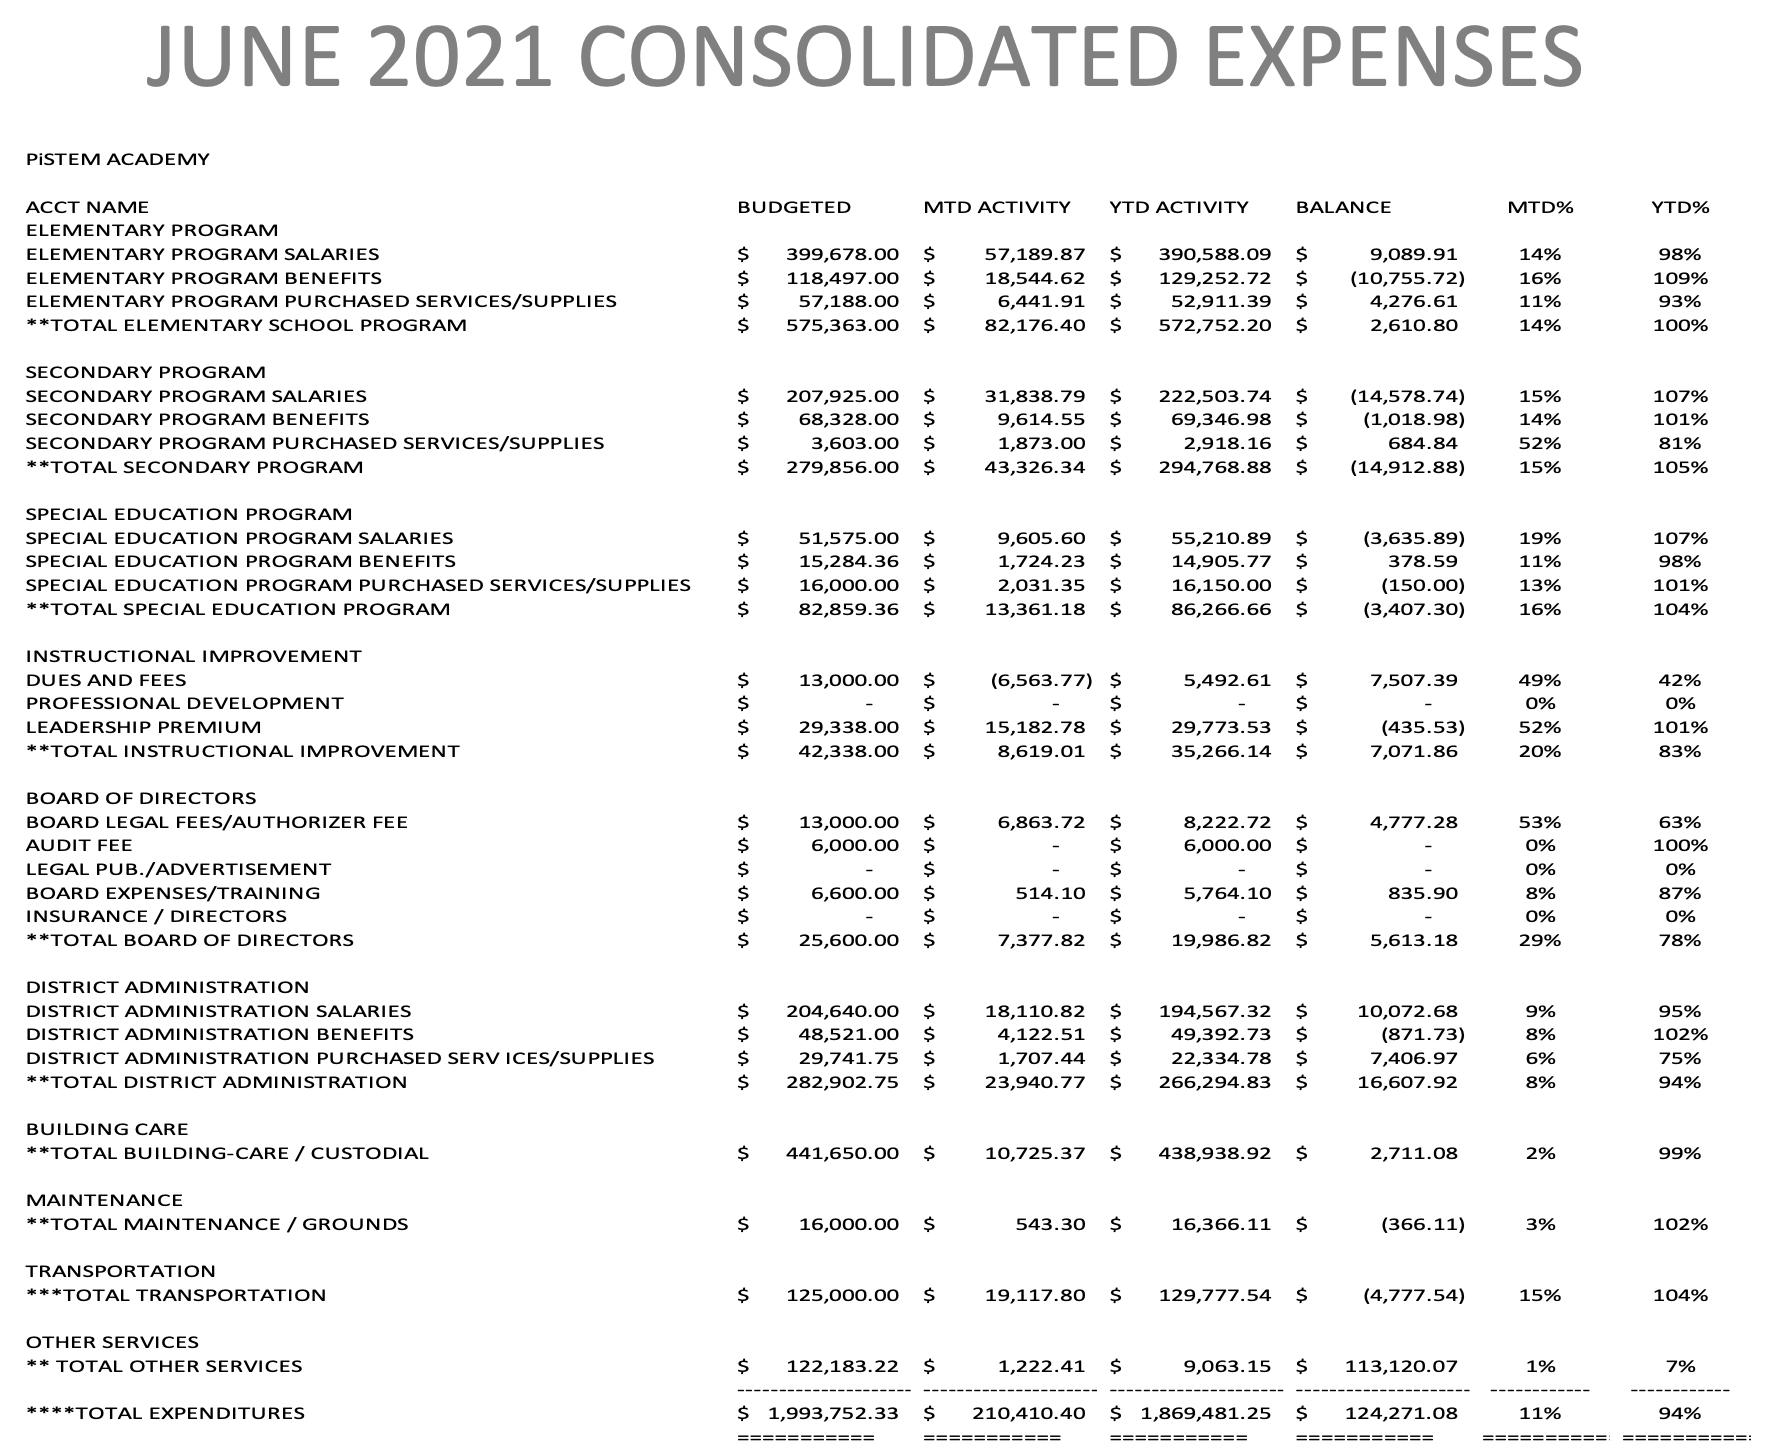 JUNE 2021 CONSOLIDATED EXPENSES
PiSTEM ACADEMY
ACCT NAME BUDGETED MTD ACTIVITY YTD ACTIVITY BALANCE MTD% YTD%
ELEMENTARY PROGRAM
ELEMENTARY PROGRAM SALARIES $ 399,678.00 $ 57,189.87 $ 390,588.09 $ 9,089.91 14% 98%
ELEMENTARY PROGRAM BENEFITS $ 118,497.00 $ 18,544.62 $ 129,252.72 $ (10,755.72) 16% 109%
ELEMENTARY PROGRAM PURCHASED SERVICES/SUPPLIES $ 57,188.00 $ 6,441.91 $ 52,911.39 $ 4,276.61 11% 93%
**TOTAL ELEMENTARY SCHOOL PROGRAM $ 575,363.00 $ 82,176.40 $ 572,752.20 $ 2,610.80 14% 100%
SECONDARY PROGRAM
SECONDARY PROGRAM SALARIES $ 207,925.00 $ 31,838.79 $ 222,503.74 $ (14,578.74) 15% 107%
SECONDARY PROGRAM BENEFITS $ 68,328.00 $ 9,614.55 $ 69,346.98 $ (1,018.98) 14% 101%
SECONDARY PROGRAM PURCHASED SERVICES/SUPPLIES $ 3,603.00 $ 1,873.00 $ 2,918.16 $ 684.84 52% 81%
**TOTAL SECONDARY PROGRAM $ 279,856.00 $ 43,326.34 $ 294,768.88 $ (14,912.88) 15% 105%
SPECIAL EDUCATION PROGRAM
SPECIAL EDUCATION PROGRAM SALARIES $ 51,575.00 $ 9,605.60 $ 55,210.89 $ (3,635.89) 19% 107%
SPECIAL EDUCATION PROGRAM BENEFITS $ 15,284.36 $ 1,724.23 $ 14,905.77 $ 378.59 11% 98%
SPECIAL EDUCATION PROGRAM PURCHASED SERVICES/SUPPLIES $ 16,000.00 $ 2,031.35 $ 16,150.00 $ (150.00) 13% 101%
**TOTAL SPECIAL EDUCATION PROGRAM $ 82,859.36 $ 13,361.18 $ 86,266.66 $ (3,407.30) 16% 104%
INSTRUCTIONAL IMPROVEMENT
DUES AND FEES $ 13,000.00 $ (6,563.77) $ 5,492.61 $ 7,507.39 49% 42%
PROFESSIONAL DEVELOPMENT $ - $ - $ - $ - 0% 0%
LEADERSHIP PREMIUM $ 29,338.00 $ 15,182.78 $ 29,773.53 $ (435.53) 52% 101%
**TOTAL INSTRUCTIONAL IMPROVEMENT $ 42,338.00 $ 8,619.01 $ 35,266.14 $ 7,071.86 20% 83%
BOARD OF DIRECTORS
BOARD LEGAL FEES/AUTHORIZER FEE $ 13,000.00 $ 6,863.72 $ 8,222.72 $ 4,777.28 53% 63%
AUDIT FEE $ 6,000.00 $ - $ 6,000.00 $ - 0% 100%
LEGAL PUB./ADVERTISEMENT $ - $ - $ - $ - 0% 0%
BOARD EXPENSES/TRAINING $ 6,600.00 $ 514.10 $ 5,764.10 $ 835.90 8% 87%
INSURANCE / DIRECTORS $ - $ - $ - $ - 0% 0%
**TOTAL BOARD OF DIRECTORS $ 25,600.00 $ 7,377.82 $ 19,986.82 $ 5,613.18 29% 78%
DISTRICT ADMINISTRATION
DISTRICT ADMINISTRATION SALARIES $ 204,640.00 $ 18,110.82 $ 194,567.32 $ 10,072.68 9% 95%
DISTRICT ADMINISTRATION BENEFITS $ 48,521.00 $ 4,122.51 $ 49,392.73 $ (871.73) 8% 102%
DISTRICT ADMINISTRATION PURCHASED SERV ICES/SUPPLIES $ 29,741.75 $ 1,707.44 $ 22,334.78 $ 7,406.97 6% 75%
**TOTAL DISTRICT ADMINISTRATION $ 282,902.75 $ 23,940.77 $ 266,294.83 $ 16,607.92 8% 94%
BUILDING CARE
**TOTAL BUILDING-CARE / CUSTODIAL $ 441,650.00 $ 10,725.37 $ 438,938.92 $ 2,711.08 2% 99%
MAINTENANCE
**TOTAL MAINTENANCE / GROUNDS $ 16,000.00 $ 543.30 $ 16,366.11 $ (366.11) 3% 102%
TRANSPORTATION
***TOTAL TRANSPORTATION $ 125,000.00 $ 19,117.80 $ 129,777.54 $ (4,777.54) 15% 104%
OTHER SERVICES
** TOTAL OTHER SERVICES $ 122,183.22 $ 1,222.41 $ 9,063.15 $ 113,120.07 1% 7%
--------------------- --------------------- --------------------- --------------------- ------------ ------------
****TOTAL EXPENDITURES $ 1,993,752.33 $ 210,410.40 $ 1,869,481.25 $ 124,271.08 11% 94%
=========== =========== =========== =========== =========== ===========